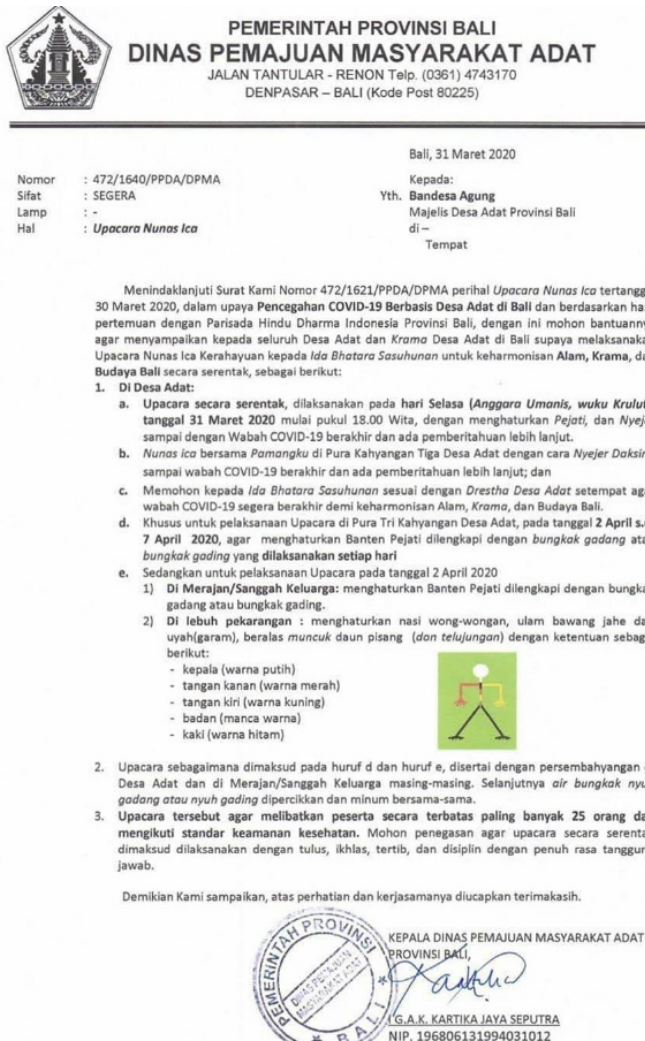 PEMERINTAH PROVINSI BALI
DINAS PEMAJUAN MASYARAKAT ADAT
JALAN TANTULAR - RENON Telp. (0361) 4743170
DENPASAR – BALI (Kode Post 80225)
Bali, 31 Maret 2020
Nomor : 472/1640/PPDA/DPMA
Sifat : SEGERA
Lamp : -
Hal : Upacara Nunas Ica
Kepada:
Yth. Bandesa Agung
Majelis Desa Adat Provinsi Bali
di –
Tempat
Menindaklanjuti Surat Kami Nomor 472/1621/PPDA/DPMA perihal Upacara Nunas Ica tertangg
30 Maret 2020, dalam upaya Pencegahan COVID-19 Berbasis Desa Adat di Bali dan berdasarkan ha
pertemuan dengan Parisada Hindu Dharma Indonesia Provinsi Bali, dengan ini mohon bantuanny
agar menyampaikan kepada seluruh Desa Adat dan Krama Desa Adat di Bali supaya melaksanaka
Upacara Nunas Ica Kerahayuan kepada Ida Bhatara Sasuhunan untuk keharmonisan Alam, Krama, da
Budaya Bali secara serentak, sebagai berikut:
1. Di Desa Adat:
a. Upacara secara serentak, dilaksanakan pada hari Selasa (Anggara Umanis, wuku Krulut
tanggal 31 Maret 2020 mulai pukul 18.00 Wita, dengan menghaturkan Pejati, dan Nyeje
sampai dengan Wabah COVID-19 berakhir dan ada pemberitahuan lebih lanjut.
b. Nunas ica bersama Pamangku di Pura Kahyangan Tiga Desa Adat dengan cara Nyejer Daksin
sampai wabah COVID-19 berakhir dan ada pemberitahuan lebih lanjut; dan
c. Memohon kepada Ida Bhatara Sasuhunan sesuai dengan Drestha Desa Adat setempat aga
wabah COVID-19 segera berakhir demi keharmonisan Alam, Krama, dan Budaya Bali.
d. Khusus untuk pelaksanaan Upacara di Pura Tri Kahyangan Desa Adat, pada tanggal 2 April s.
7 April 2020, agar menghaturkan Banten Pejati dilengkapi dengan bungkak gadang ata
bungkak gading yang dilaksanakan setiap hari
e. Sedangkan untuk pelaksanaan Upacara pada tanggal 2 April 2020
1) Di Merajan/Sanggah Keluarga: menghaturkan Banten Pejati dilengkapi dengan bungka
gadang atau bungkak gading.
2) Di lebuh pekarangan : menghaturkan nasi wong-wongan, ulam bawang jahe da
uyah(garam), beralas muncuk daun pisang (don telujungan) dengan ketentuan sebag
berikut:
- kepala (warna putih)
- tangan kanan (warna merah)
- tangan kiri (warna kuning)
- badan (manca warna)
- kaki (warna hitam)
2. Upacara sebagaimana dimaksud pada huruf d dan huruf e, disertai dengan persembahyangan
Desa Adat dan di Merajan/Sanggah Keluarga masing-masing. Selanjutnya air bungkak nyu
gadang atau nyuh gading dipercikkan dan minum bersama-sama.
3. Upacara tersebut agar melibatkan peserta secara terbatas paling banyak 25 orang da
mengikuti standar keamanan kesehatan. Mohon penegasan agar upacara secara serenta
dimaksud dilaksanakan dengan tulus, ikhlas, tertib, dan disiplin dengan penuh rasa tanggun
jawab.
Demikian Kami sampaikan, atas perhatian dan kerjasamanya diucapkan terimakasih.
KEPALA DINAS PEMAJUAN MASYARAKAT ADAT
PROVINSI BALI,
PEMERINTAH PROVINSI
DINAS PEMAJUAN
MASYARAKAT ADAT
BALI
I G.A.K. KARTIKA JAYA SEPUTRA
NIP. 196806131994031012